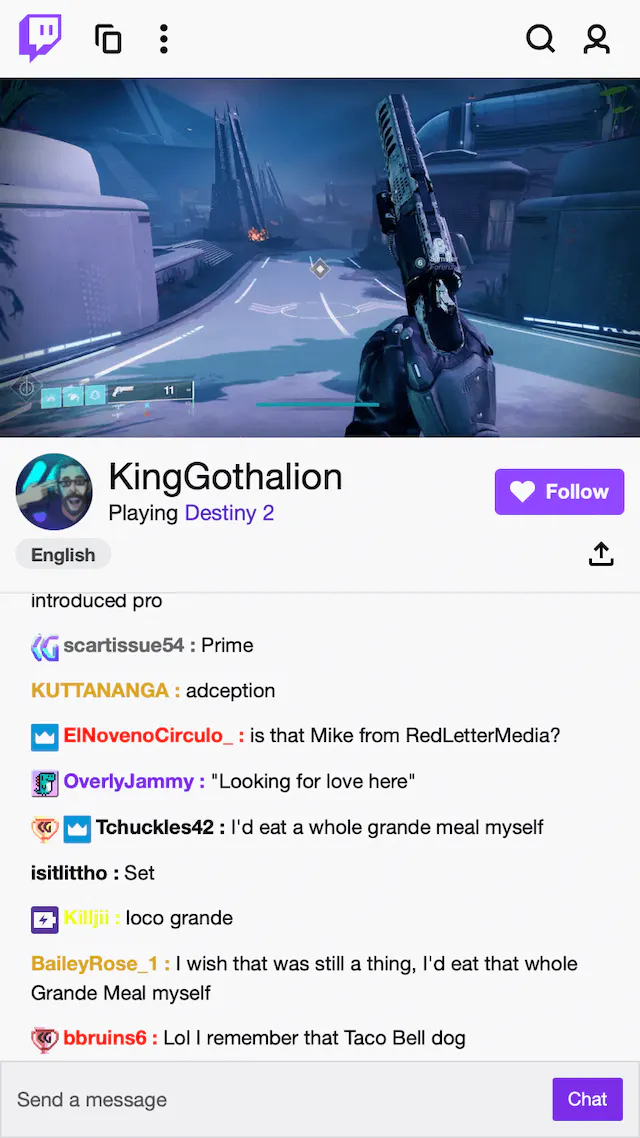 11
KingGothalion
Playing Destiny 2
Follow
English
introduced pro
scartissue54 : Prime
KUTTANANGA : adception
ElNovenoCirculo_ : is that Mike from RedLetterMedia?
OverlyJammy : "Looking for love here"
Tchuckles42 : I'd eat a whole grande meal myself
isitlittho : Set
Killjii : loco grande
BaileyRose_1 : I wish that was still a thing, I'd eat that whole
Grande Meal myself
bbruins6 : Lol I remember that Taco Bell dog
Send a message
Chat